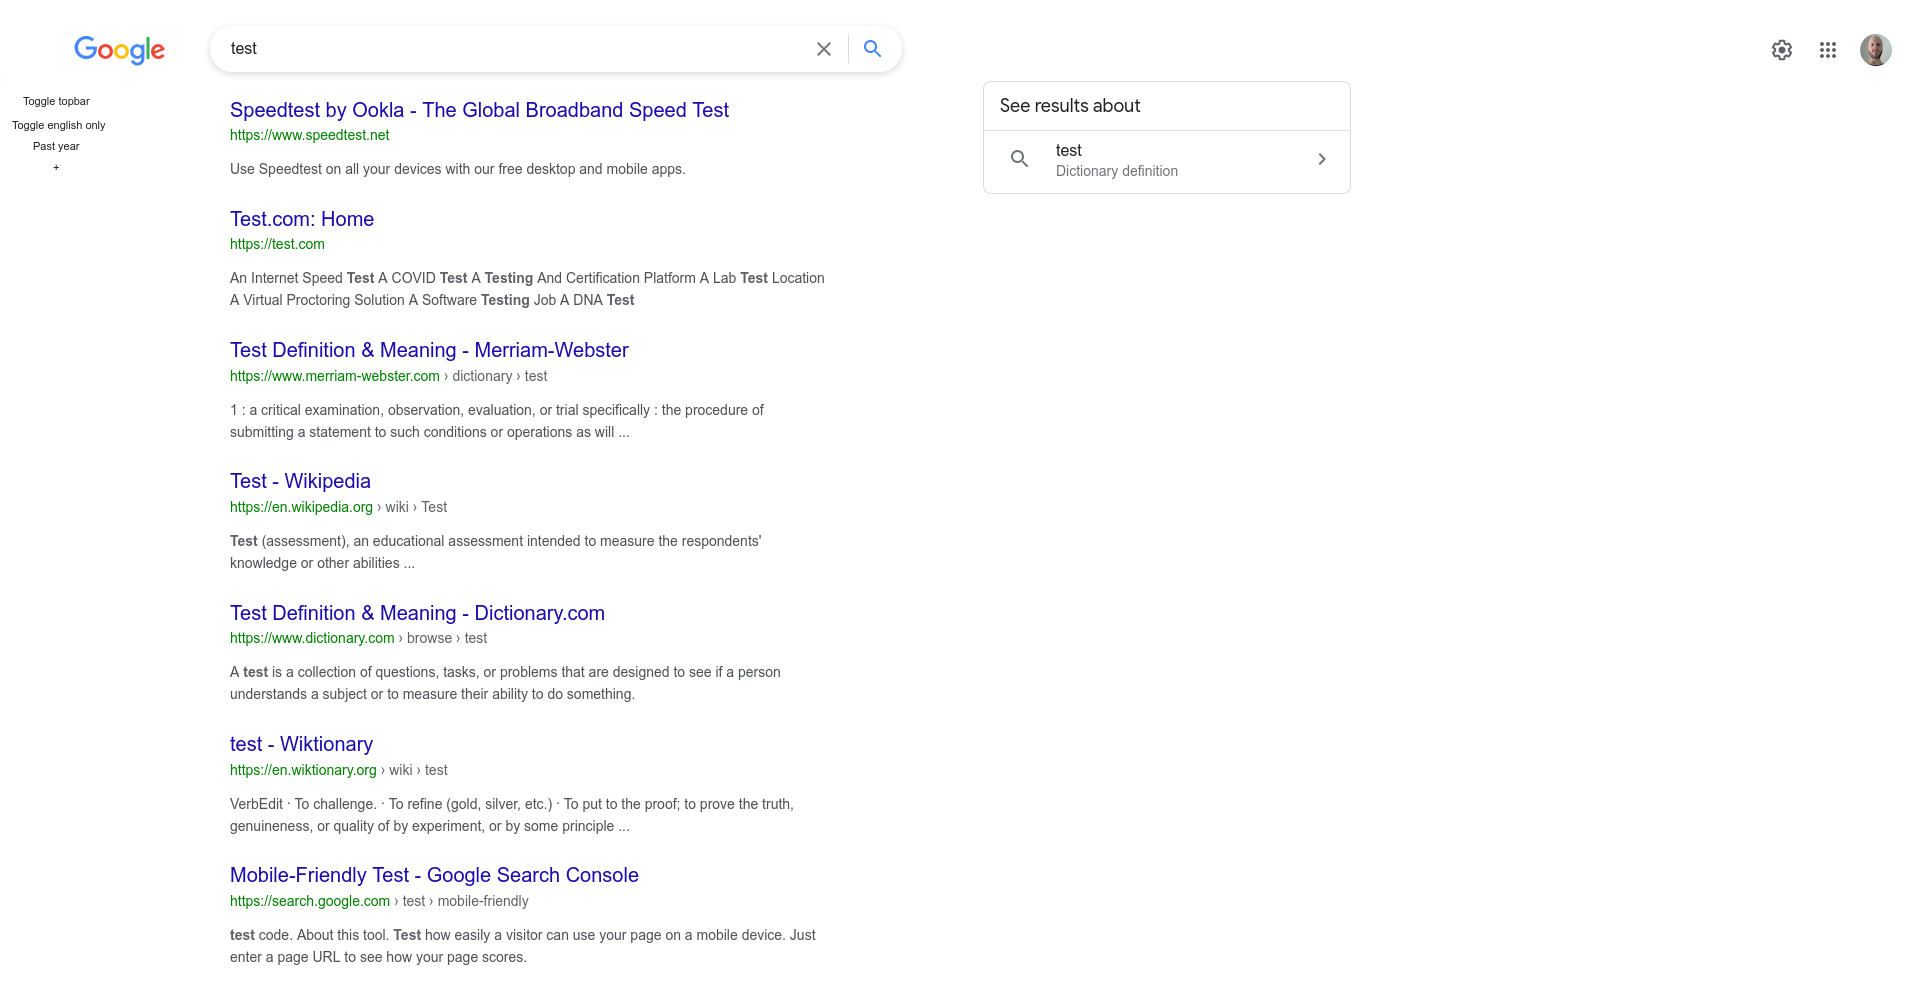 Google
test
Toggle topbar
Toggle english only
Past year
+
Speedtest by Ookla - The Global Broadband Speed Test
https://www.speedtest.net
Use Speedtest on all your devices with our free desktop and mobile apps.
Test.com: Home
https://test.com
An Internet Speed Test A COVID Test A Testing And Certification Platform A Lab Test Location
A Virtual Proctoring Solution A Software Testing Job A DNA Test
Test Definition & Meaning - Merriam-Webster
https://www.merriam-webster.com › dictionary › test
1 : a critical examination, observation, evaluation, or trial specifically : the procedure of
submitting a statement to such conditions or operations as will ...
Test - Wikipedia
https://en.wikipedia.org › wiki › Test
Test (assessment), an educational assessment intended to measure the respondents'
knowledge or other abilities ...
Test Definition & Meaning - Dictionary.com
https://www.dictionary.com › browse › test
A test is a collection of questions, tasks, or problems that are designed to see if a person
understands a subject or to measure their ability to do something.
test - Wiktionary
https://en.wiktionary.org › wiki › test
VerbEdit · To challenge. · To refine (gold, silver, etc.) · To put to the proof; to prove the truth,
genuineness, or quality of by experiment, or by some principle ...
Mobile-Friendly Test - Google Search Console
https://search.google.com › test › mobile-friendly
test code. About this tool. Test how easily a visitor can use your page on a mobile device. Just
enter a page URL to see how your page scores.
See results about
test
Dictionary definition